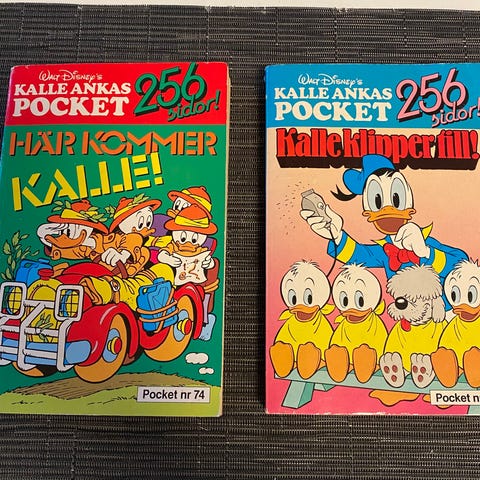 Walt Disney's
KALLE ANKAS
POCKET
256
sidor!
HÄR KOMMER
KALLE!
Pocket nr 74
Walt Disney's
KALLE ANKAS
POCKET
256
sidor!
Kalle klipper till!
Pocket n